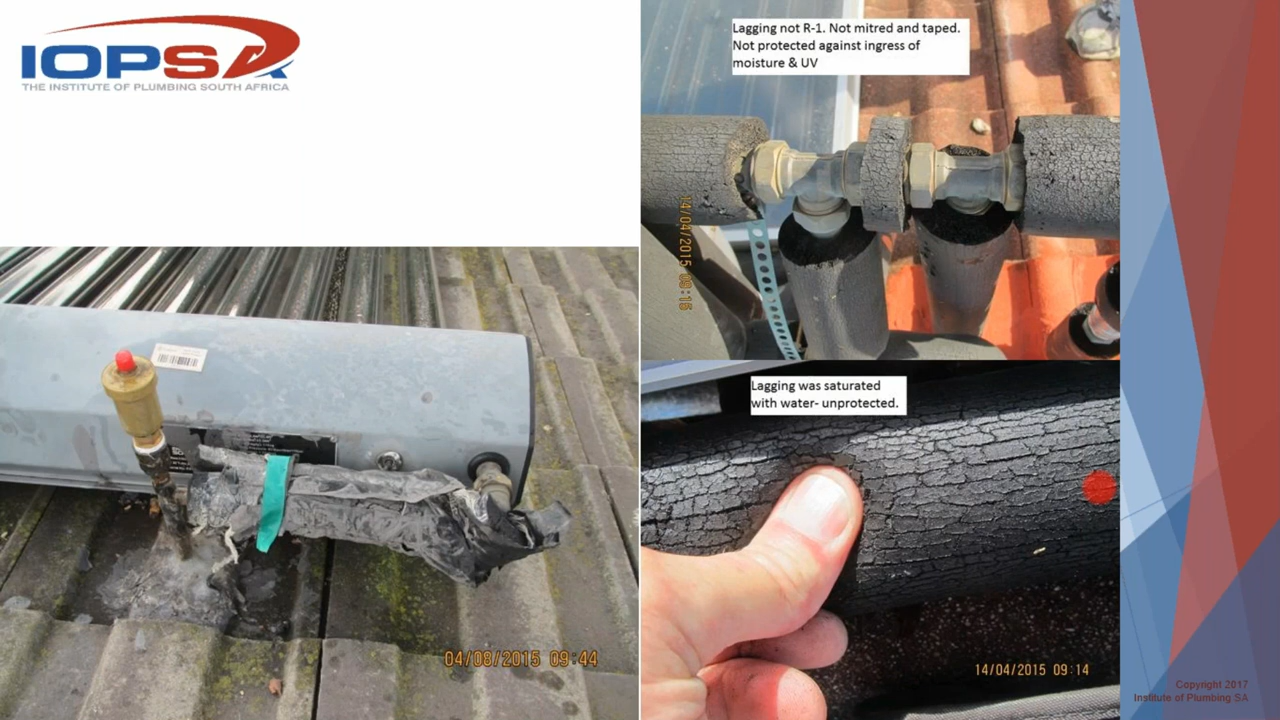 IOPSA
THE INSTITUTE OF PLUMBING SOUTH AFRICA
Lagging not R-1. Not mitred and taped.
Not protected against ingress of
moisture & UV
14/04/2015 09:16
Lagging was saturated
with water- unprotected.
04/08/2015 09:44
14/04/2015 09:14
Copyright 2017
Institute of Plumbing SA